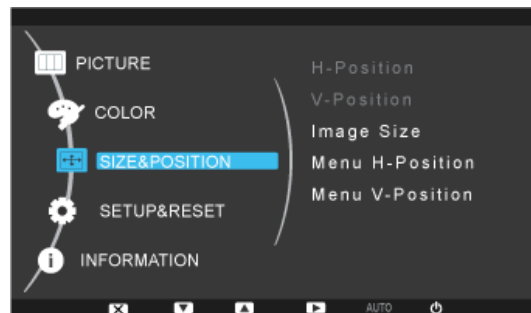 PICTURE
COLOR
SIZE&POSITION
SETUP&RESET
INFORMATION
H-Position
V-Position
Image Size
Menu H-Position
Menu V-Position
AUTO